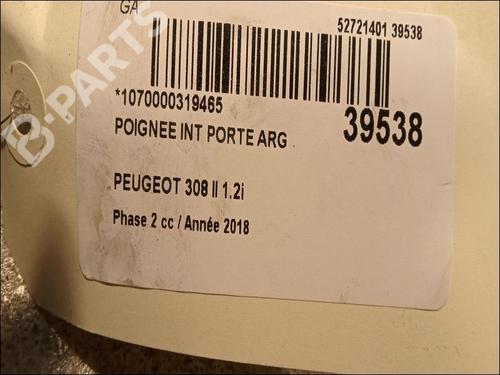 GA
52721401 39538
*1070000319465
39538
POIGNEE INT PORTE ARG
PEUGEOT 308 II 1.2i
Phase 2 cc / Année 2018
B-PARTS